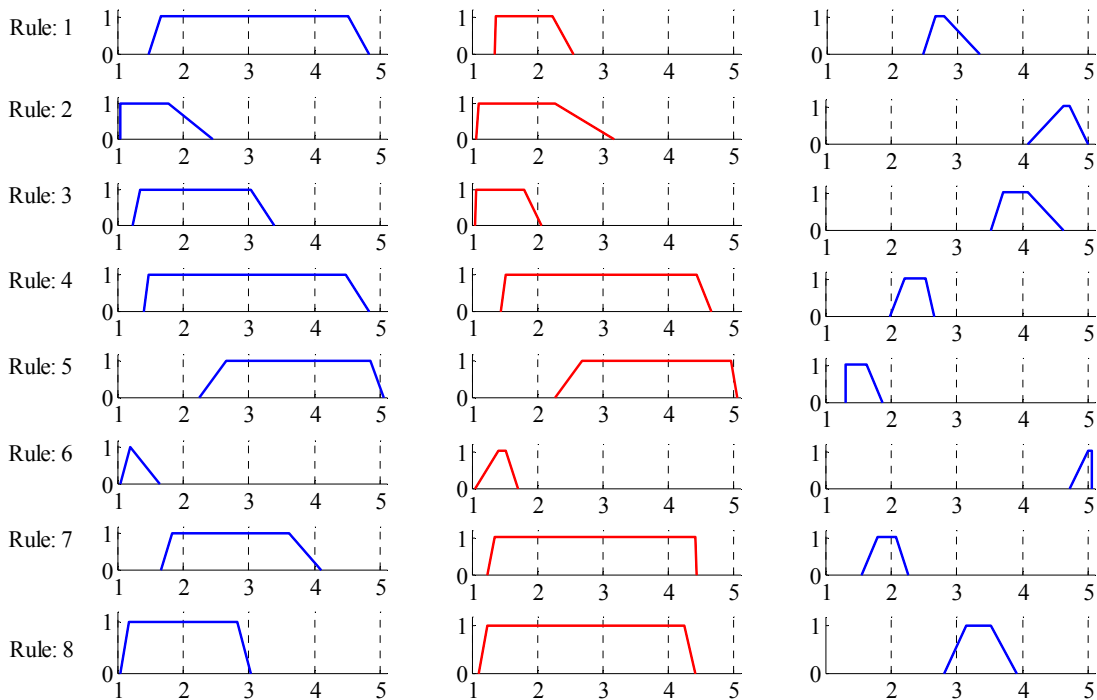 Rule: 1 1 0 1 2 3 4 5 1 0 1 2 3 4 5 1 0 1 2 3 4 5
Rule: 2 1 0 1 2 3 4 5 1 0 1 2 3 4 5 1 0 1 2 3 4 5
Rule: 3 1 0 1 2 3 4 5 1 0 1 2 3 4 5 1 0 1 2 3 4 5
Rule: 4 1 0 1 2 3 4 5 1 0 1 2 3 4 5 1 0 1 2 3 4 5
Rule: 5 1 0 1 2 3 4 5 1 0 1 2 3 4 5 1 0 1 2 3 4 5
Rule: 6 1 0 1 2 3 4 5 1 0 1 2 3 4 5 1 0 1 2 3 4 5
Rule: 7 1 0 1 2 3 4 5 1 0 1 2 3 4 5 1 0 1 2 3 4 5
Rule: 8 1 0 1 2 3 4 5 1 0 1 2 3 4 5 1 0 1 2 3 4 5